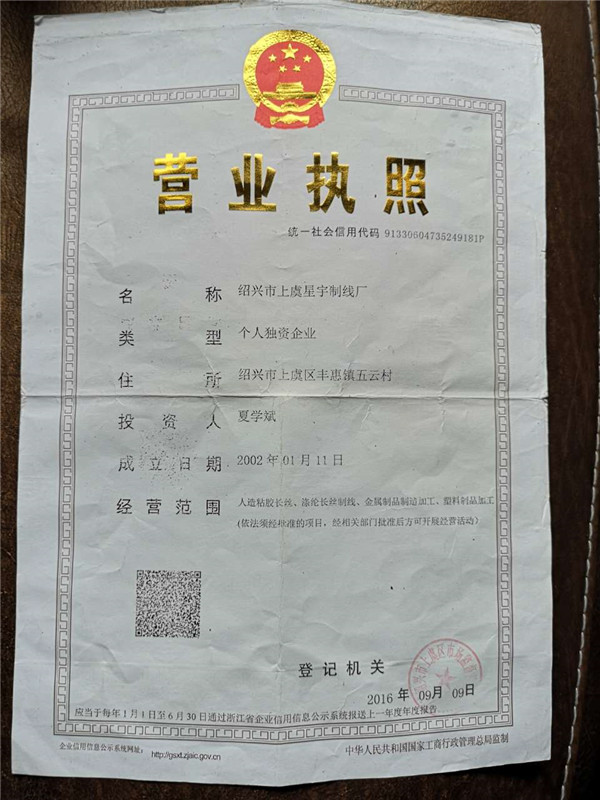 营业执照
统一社会信用代码 91330604735249181P
名称 绍兴市上虞星宇制线厂
类型 个人独资企业
住所 绍兴市上虞区丰惠镇五云村
投资人 夏学斌
成立日期 2002年01月11日
经营范围 人造粘胶长丝、涤纶长丝制线、金属制品制造加工、塑料制品加工
(依法须经批准的项目，经相关部门批准后方可开展经营活动)
登记机关
2016年09月09日
应当于每年1月1日至6月30日通过浙江省企业信用信息公示系统报送上一年度年度报告
企业信用信息公示系统网址： http://gsxt.zjaic.gov.cn
中华人民共和国国家工商行政管理总局监制